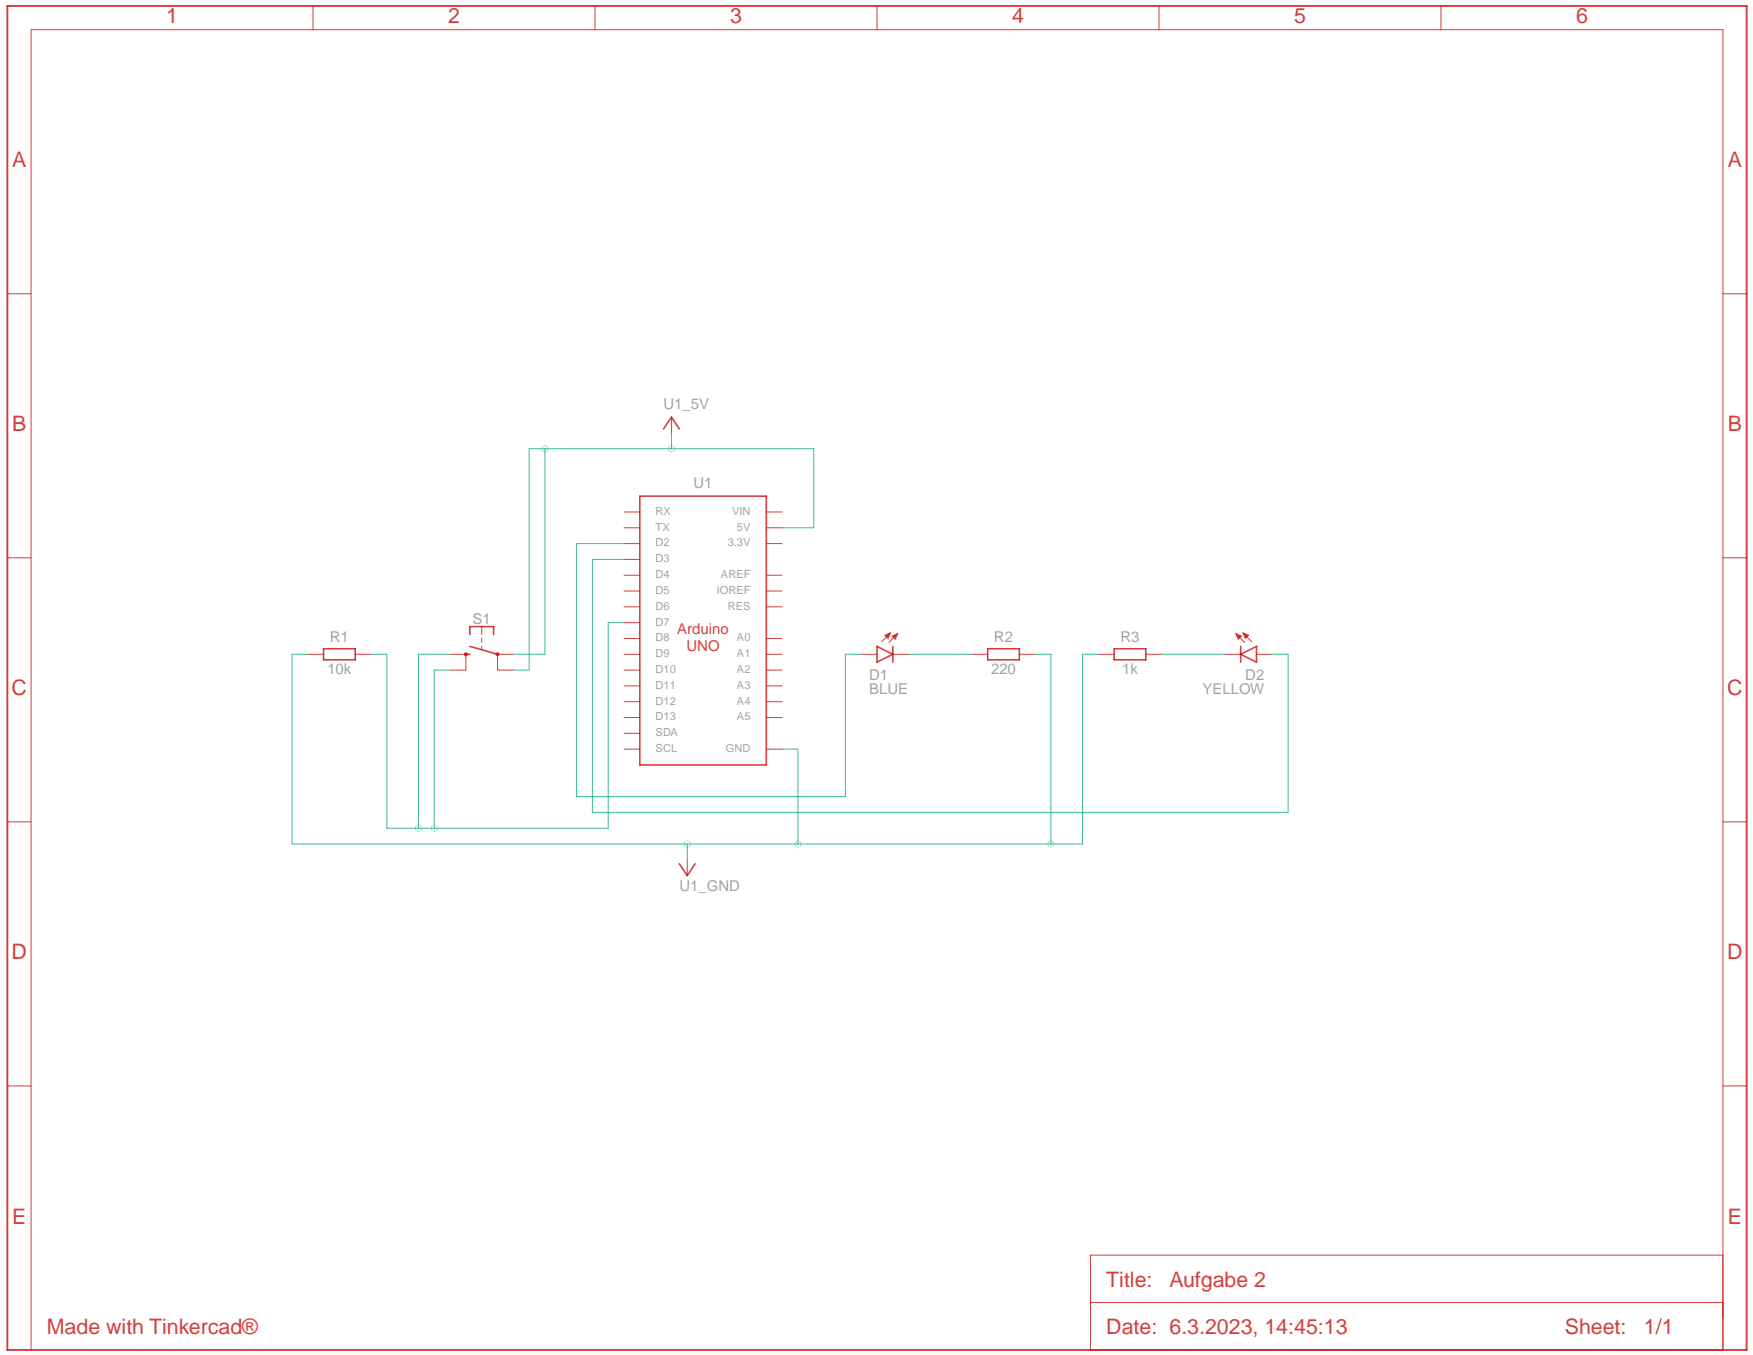 1 2 3 4 5 6
A A
B B
U1_5V
U1
RX VIN
TX 5V
D2 3.3V
D3
D4 AREF
D5 IOREF
D6 RES
D7
D8 A0
D9 A1
D10 A2
D11 A3
D12 A4
D13 A5
SDA
SCL GND
Arduino
UNO
S1
R1
10k
D1
BLUE
R2
220
R3
1k
D2
YELLOW
C C
U1_GND
D D
E E
Title: Aufgabe 2
Made with Tinkercad®
Date: 6.3.2023, 14:45:13 Sheet: 1/1